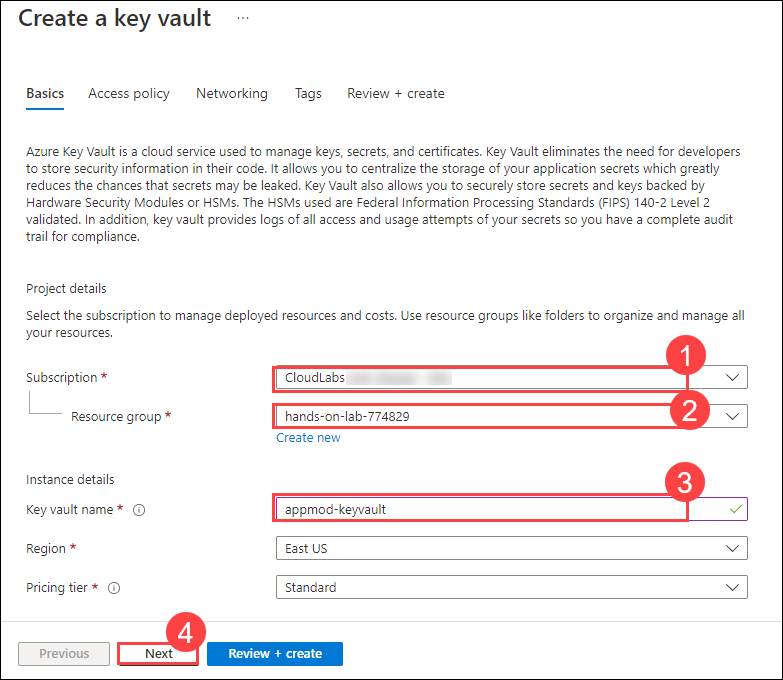 Create a key vault ...
Basics Access policy Networking Tags Review + create
Azure Key Vault is a cloud service used to manage keys, secrets, and certificates. Key Vault eliminates the need for developers
to store security information in their code. It allows you to centralize the storage of your application secrets which greatly
reduces the chances that secrets may be leaked. Key Vault also allows you to securely store secrets and keys backed by
Hardware Security Modules or HSMs. The HSMs used are Federal Information Processing Standards (FIPS) 140-2 Level 2
validated. In addition, key vault provides logs of all access and usage attempts of your secrets so you have a complete audit
trail for compliance.
Project details
Select the subscription to manage deployed resources and costs. Use resource groups like folders to organize and manage all
your resources.
1
Subscription * CloudLabs
2
Resource group * hands-on-lab-774829
Create new
Instance details
3
Key vault name * appmod-keyvault
Region * East US
Pricing tier * Standard
4
Previous Next Review + create